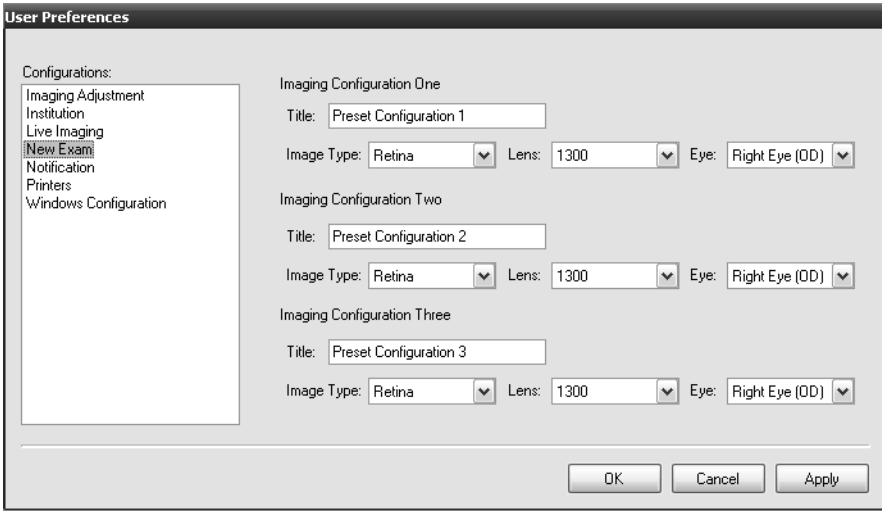 User Preferences
Configurations:
Imaging Adjustment
Institution
Live Imaging
New Exam
Notification
Printers
Windows Configuration
Imaging Configuration One
Title: Preset Configuration 1
Image Type: Retina Lens: 1300 Eye: Right Eye (OD)
Imaging Configuration Two
Title: Preset Configuration 2
Image Type: Retina Lens: 1300 Eye: Right Eye (OD)
Imaging Configuration Three
Title: Preset Configuration 3
Image Type: Retina Lens: 1300 Eye: Right Eye (OD)
OK Cancel Apply